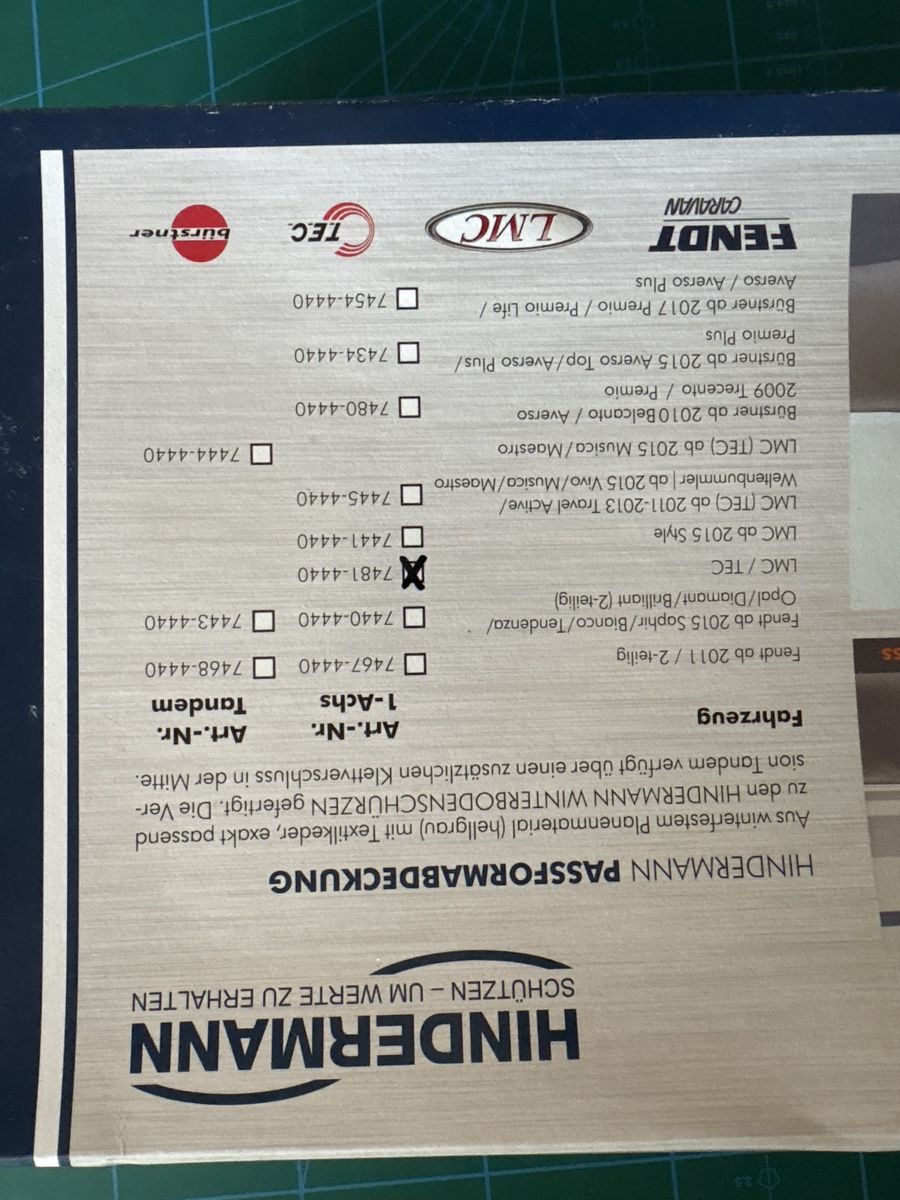 HINDERMANN
SCHÜTZEN – UM WERTE ZU ERHALTEN
HINDERMANN PASSFORMABDECKUNG
Aus winterfestem Planenmaterial (hellgrau) mit Textilkeder, exakt passend
zu den HINDERMANN WINTERBODENSCHÜRZEN gefertigt. Die Ver-
sion Tandem verfügt über einen zusätzlichen Klettverschluss in der Mitte.
Fahrzeug Art.-Nr. 1-Achs Art.-Nr. Tandem
Fendt ab 2011 / 2-teilig 7467-4440 7468-4440
Fendt ab 2015 Saphir/Bianco/Tendenza/ 7440-4440 7443-4440
Opal/Diamant/Brilliant (2-teilig)
LMC / TEC X 7481-4440
LMC ab 2015 Style 7441-4440
LMC (TEC) ab 2011-2013 Travel Active/ 7445-4440
Weltenbummler | ab 2015 Vivo/Musica/Maestro
LMC (TEC) ab 2015 Musica/Maestro 7444-4440
Bürstner ab 2010 Belcanto / Averso 7480-4440
2009 Trecento / Premio
Bürstner ab 2015 Averso Top/Averso Plus/ 7434-4440
Premio Plus
Bürstner ab 2017 Premio / Premio Life / 7454-4440
Averso / Averso Plus
FENDT CARAVAN LMC TEC bürstner